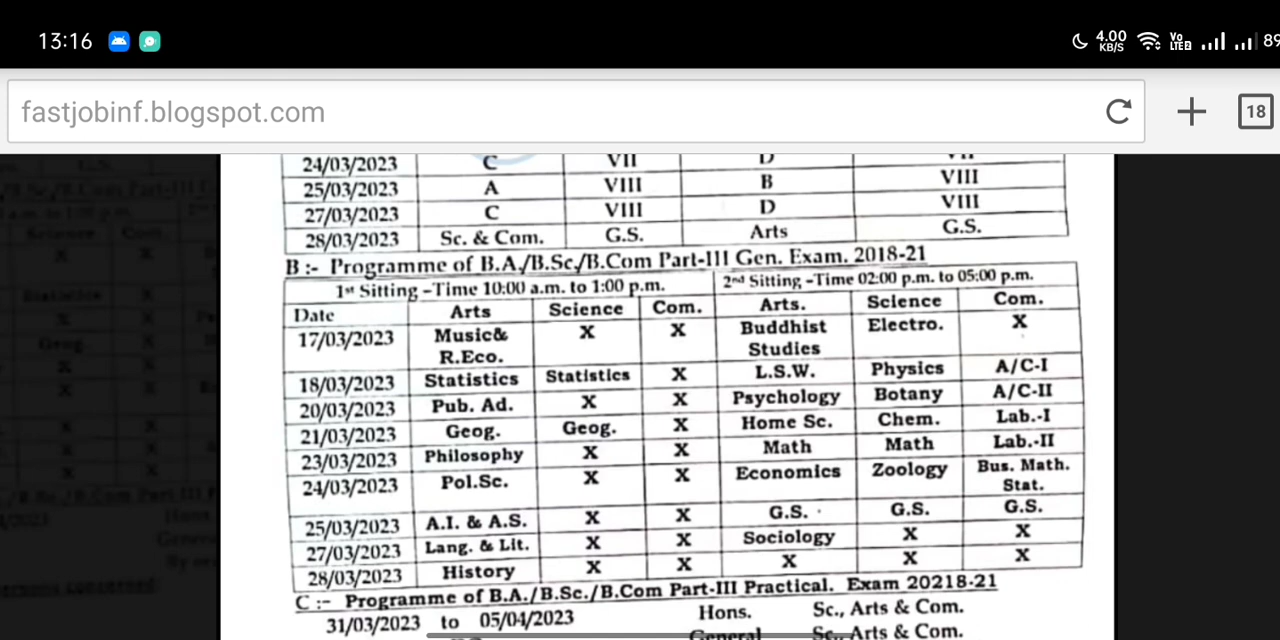 13:16 4.00 KB/S Vo LTE2 89
fastjobinf.blogspot.com 18
24/03/2023 C VII D VII
25/03/2023 A VIII B VIII
27/03/2023 C VIII D VIII
28/03/2023 Sc. & Com. G.S. Arts G.S.
B :- Programme of B.A./B.Sc/B.Com Part-III Gen. Exam. 2018-21
1st Sitting –Time 10:00 a.m. to 1:00 p.m. 2nd Sitting –Time 02:00 p.m. to 05:00 p.m.
Date Arts Science Com. Arts. Science Com.
17/03/2023 Music& X X Buddhist Electro. X
R.Eco. Studies
18/03/2023 Statistics Statistics X L.S.W. Physics A/C-I
20/03/2023 Pub. Ad. X X Psychology Botany A/C-II
21/03/2023 Geog. Geog. X Home Sc. Chem. Lab.-I
23/03/2023 Philosophy X X Math Math Lab.-II
24/03/2023 Pol.Sc. X X Economics Zoology Bus. Math.
Stat.
25/03/2023 A.I. & A.S. X X G.S. G.S. G.S.
27/03/2023 Lang. & Lit. X X Sociology X X
28/03/2023 History X X X X X
C :- Programme of B.A./B.Sc./B.Com Part-III Practical. Exam 20218-21
31/03/2023 to 05/04/2023 Hons. Sc., Arts & Com.
General Sc., Arts & Com.